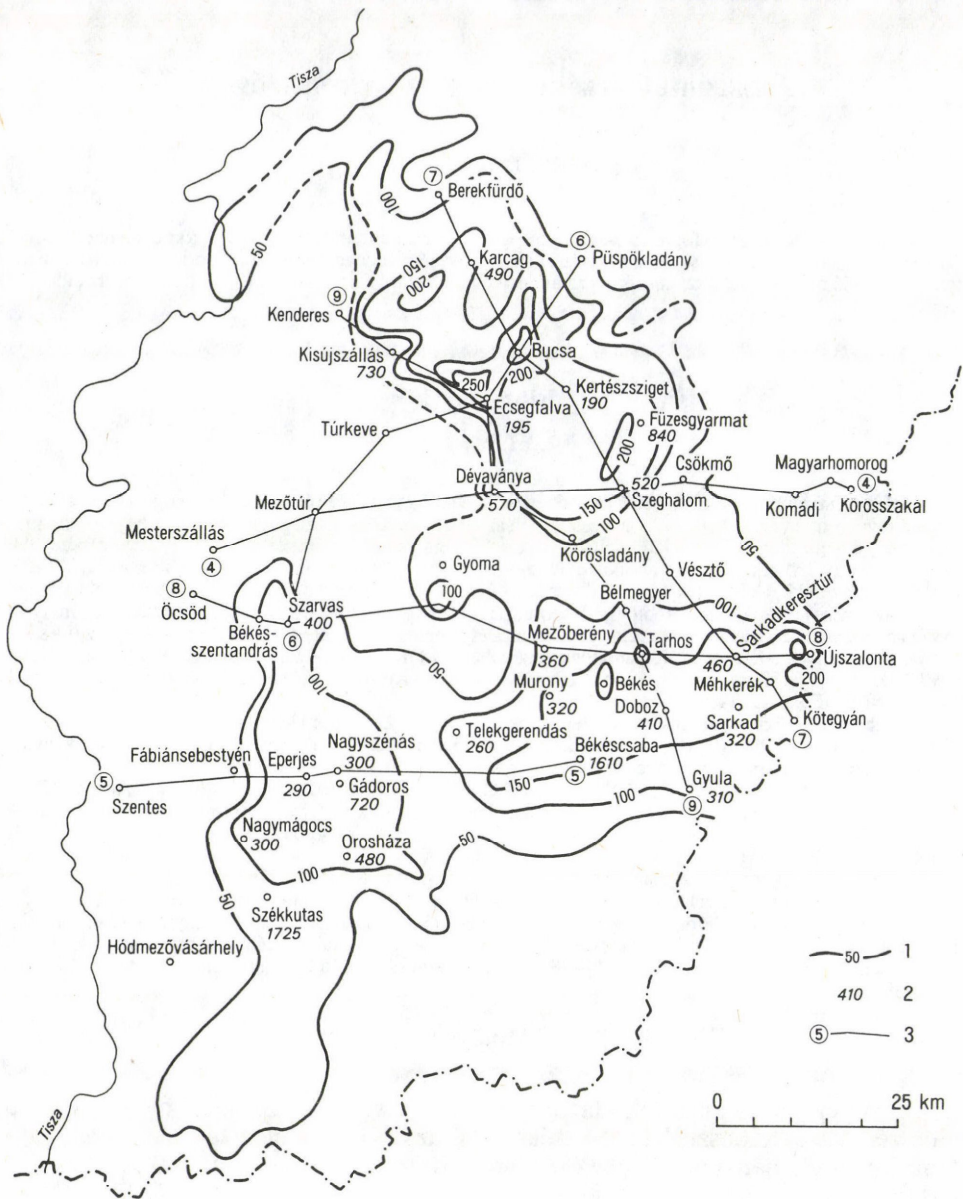 Tisza
50
100
⑦
Berekfürdő
⑥
Püspökladány
Karcag
490
150
200
⑨
Kenderes
Kisújszállás
730
Bucsa
200
250
Kertészsziget
190
Ecsegfalva
195
Füzesgyarmat
840
200
Túrkeve
Csökmő
Magyarhomorog
④
Dévaványa
570
520
Szeghalom
Komádi
Körosszakál
Mezőtúr
150
100
50
Mesterszállás
④
Körösladány
Gyoma
Vésztő
⑧
Öcsöd
Szarvas
400
100
Bélmegyer
100
Sarkadkeresztúr
⑧
Békés-
szentandrás
⑥
Mezőberény
360
Tarhos
460
Újszalonta
50
100
Murony
320
Békés
Méhkerék
200
Doboz
410
Sarkad
320
Kötegyán
⑦
Telekgerendás
260
Békéscsaba
1610
⑤
Fábiánsebestyén
Nagyszénás
300
Eperjes
290
⑤
Szentes
Gádoros
720
150
100
Gyula
310
⑨
50
Nagymágocs
300
Orosháza
480
100
50
Székkutas
1725
Hódmezővásárhely
50 1
410 2
⑤ 3
0 25 km
Tisza